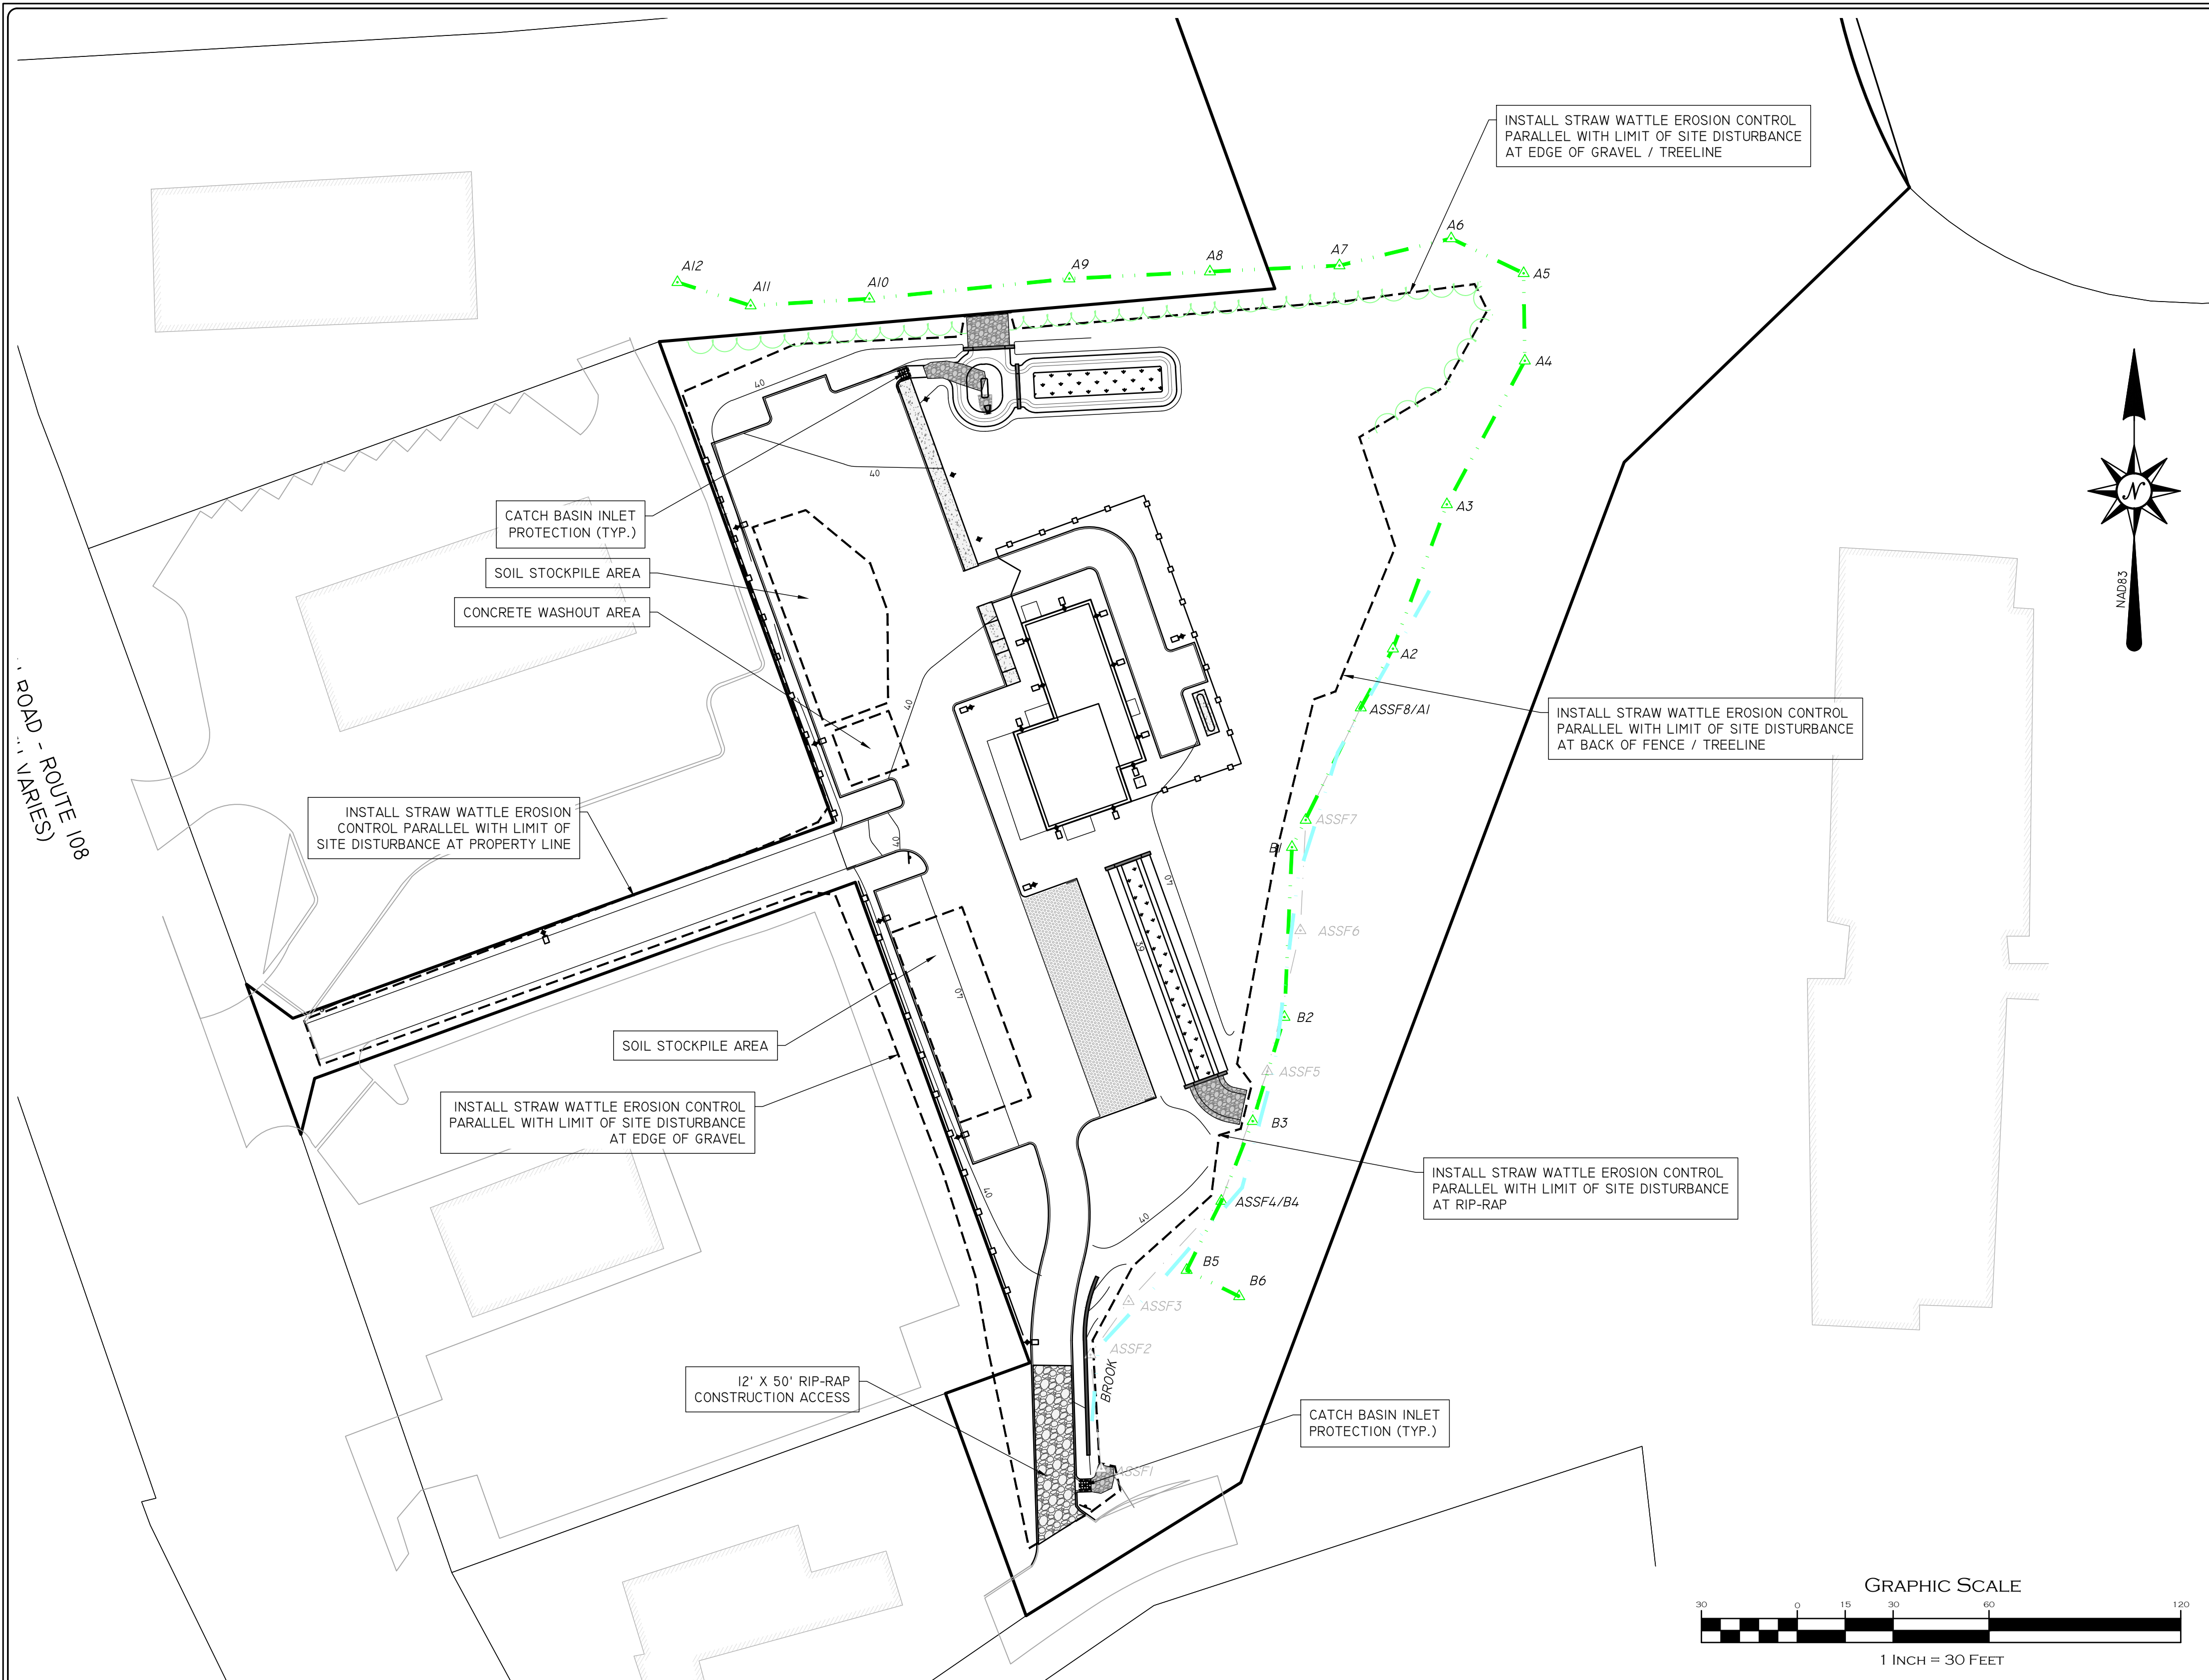 INSTALL STRAW WATTLE EROSION CONTROL
PARALLEL WITH LIMIT OF SITE DISTURBANCE
AT EDGE OF GRAVEL / TREELINE
A12
A11
A10
A9
A8
A7
A6
A5
A4
A3
A2
ASSF8/A1
ASSF7
B1
ASSF6
B2
ASSF5
B3
ASSF4/B4
B5
B6
ASSF3
ASSF2
ASSF1
BROOK
40
40
40
40
40
39
40
40
40
CATCH BASIN INLET
PROTECTION (TYP.)
SOIL STOCKPILE AREA
CONCRETE WASHOUT AREA
INSTALL STRAW WATTLE EROSION
CONTROL PARALLEL WITH LIMIT OF
SITE DISTURBANCE AT PROPERTY LINE
ROAD - ROUTE 108
VARIES)
N
NAD83
INSTALL STRAW WATTLE EROSION CONTROL
PARALLEL WITH LIMIT OF SITE DISTURBANCE
AT BACK OF FENCE / TREELINE
SOIL STOCKPILE AREA
INSTALL STRAW WATTLE EROSION CONTROL
PARALLEL WITH LIMIT OF SITE DISTURBANCE
AT EDGE OF GRAVEL
INSTALL STRAW WATTLE EROSION CONTROL
PARALLEL WITH LIMIT OF SITE DISTURBANCE
AT RIP-RAP
12' X 50' RIP-RAP
CONSTRUCTION ACCESS
CATCH BASIN INLET
PROTECTION (TYP.)
GRAPHIC SCALE
30 0 15 30 60 120
1 INCH = 30 FEET